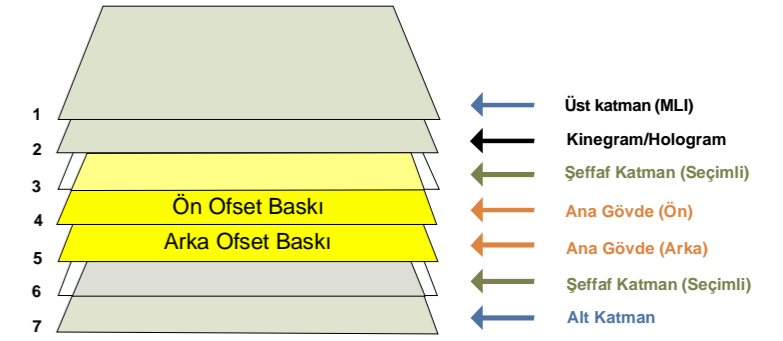 1
Üst katman (MLI)
2
Kinegram/Hologram
3
Şeffaf Katman (Seçimli)
4
Ön Ofset Baskı
Ana Gövde (Ön)
5
Arka Ofset Baskı
Ana Gövde (Arka)
6
Şeffaf Katman (Seçimli)
7
Alt Katman